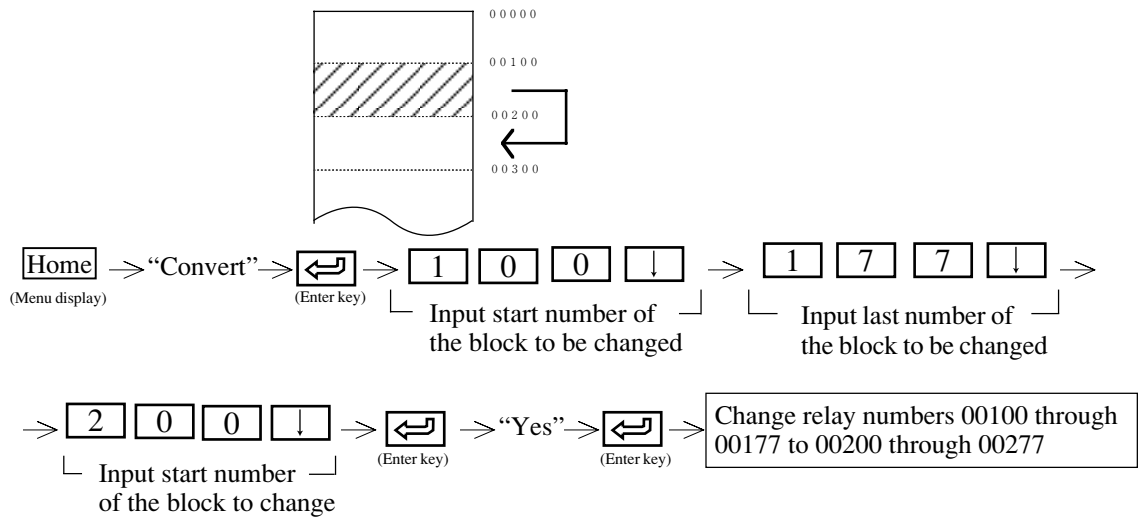 00000
00100
00200
00300
Home → “Convert” → → 1 0 0 ↓ → 1 7 7 ↓ →
(Menu display) (Enter key)
Input start number of
the block to be changed
Input last number of
the block to be changed
→ 2 0 0 ↓ → → “Yes” → →
(Enter key) (Enter key)
Input start number
of the block to change
Change relay numbers 00100 through
00177 to 00200 through 00277